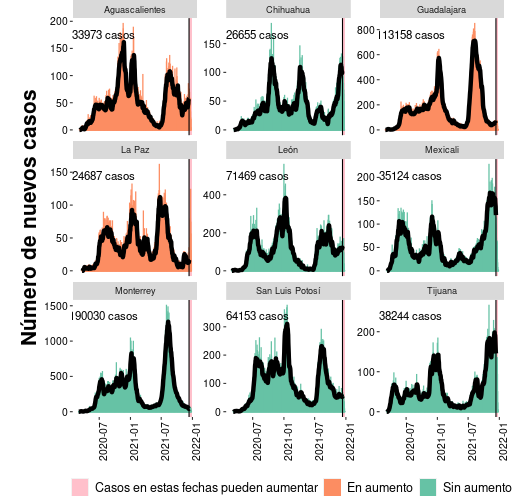 Aguascalientes Chihuahua Guadalajara
33973 casos 26655 casos 113158 casos
200 150 100 50 0
150 100 50 0
800 600 400 200 0
La Paz León Mexicali
24687 casos 71469 casos 35124 casos
150 100 50 0
400 200 0
200 150 100 50 0
Monterrey San Luis Potosí Tijuana
190030 casos 64153 casos 38244 casos
1500 1000 500 0
300 200 100 0
200 100 0
2020-07 2021-01 2021-07 2022-01
2020-07 2021-01 2021-07 2022-01
2020-07 2021-01 2021-07 2022-01
Número de nuevos casos
Casos en estas fechas pueden aumentar En aumento Sin aumento